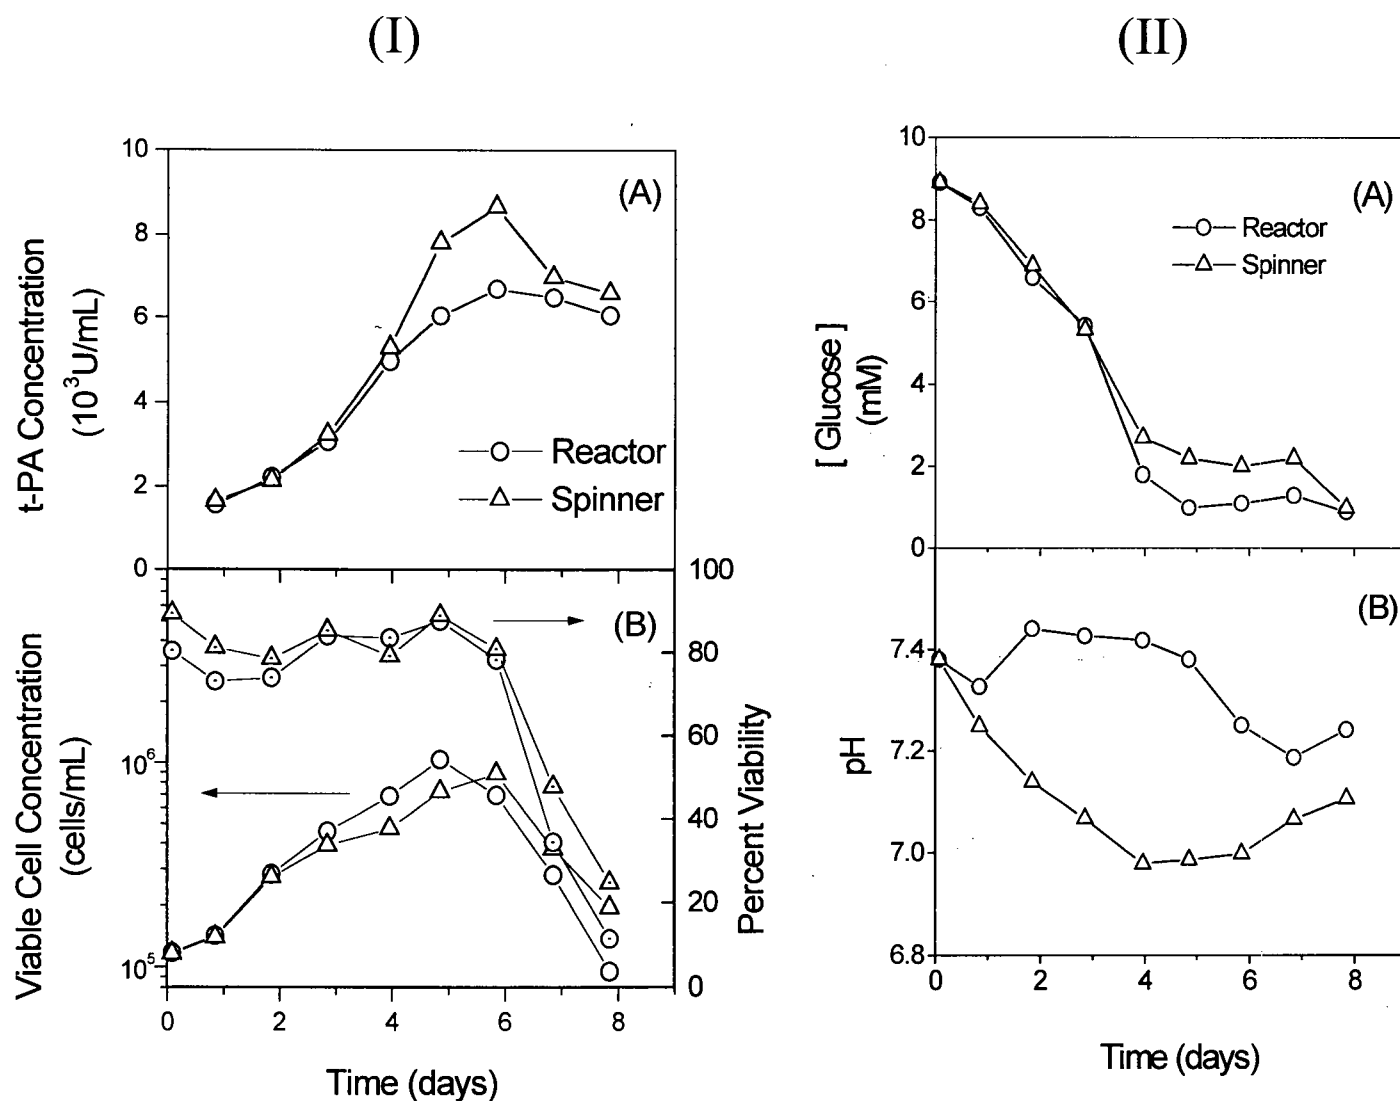 (I)
(II)
10
8
6
4
2
0
t-PA Concentration
(10³U/mL)
(A)
Reactor
Spinner
10⁶
10⁵
Viable Cell Concentration
(cells/mL)
(B)
100
80
60
40
20
0
Percent Viability
0
2
4
6
8
Time (days)
10
8
6
4
2
0
[ Glucose ]
(mM)
(A)
Reactor
Spinner
7.4
7.2
7.0
6.8
pH
(B)
0
2
4
6
8
Time (days)